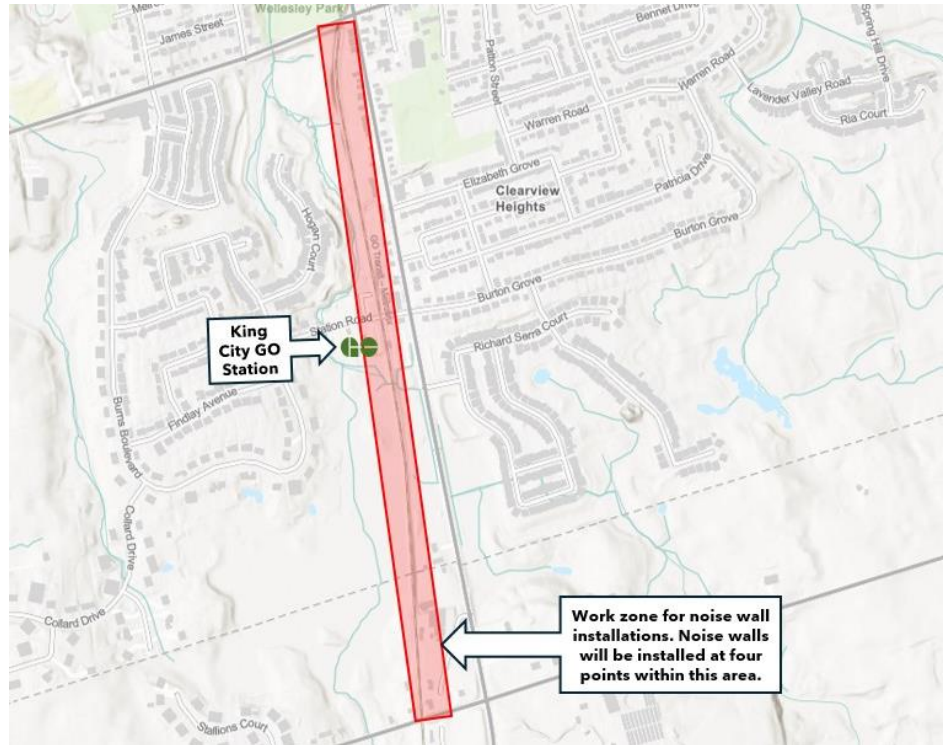 Wellesley Park
James Street
Bennet Drive
Patton Street
Spring Hill Drive
Warren Road
Lavender Valley Road
Warren Road
Ria Court
Elizabeth Grove
Patricia Drive
Clearview
Heights
Hogan Court
Burton Grove
Burton Grove
Station Road
King
City GO
Station
GO
Richard Serra Court
Findlay Avenue
Burns Boulevard
Collard Drive
Collard Drive
Work zone for noise wall
installations. Noise walls
will be installed at four
points within this area.
Stallions Court